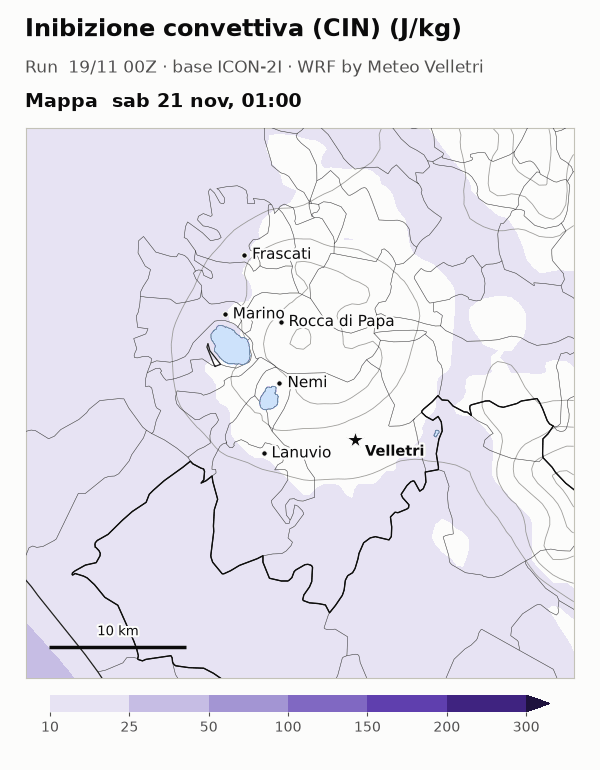 Inibizione convettiva (CIN) (J/kg)
Run  19/11 00Z · base ICON-2I · WRF by Meteo Velletri
Mappa  sab 21 nov, 01:00
Frascati
Marino
Rocca di Papa
Nemi
Velletri
Lanuvio
10 km
10 25 50 100 150 200 300